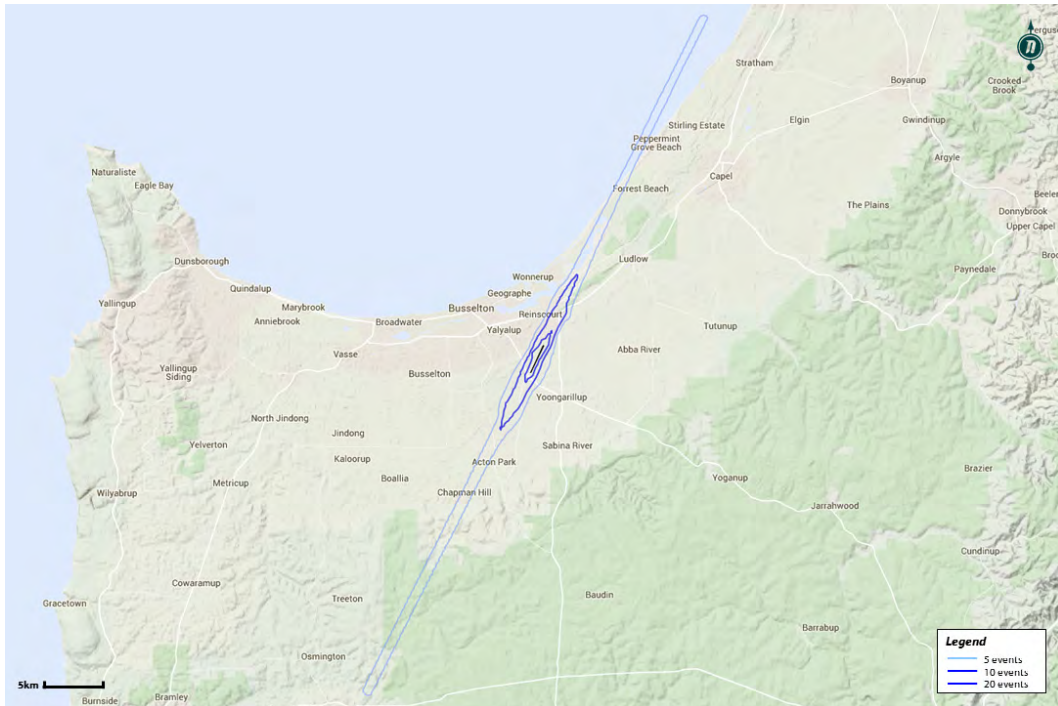 Stratham
Fergus
Boyanup
Crooked
Brook
Elgin
Gwindinup
Stirling Estate
Peppermint
Grove Beach
Argyle
Naturaliste
Eagle Bay
Capel
Forrest Beach
Donnybrook
Beeler
The Plains
Upper Capel
Dunsborough
Ludlow
Paynedale
Broo
Wonnerup
Quindalup
Geographe
Yallingup
Marybrook
Busselton
Reinscourt
Anniebrook
Broadwater
Yalyalup
Tutunup
Vasse
Abba River
Yallingup
Siding
Busselton
Yoongarillup
North Jindong
Jindong
Yelverton
Sabina River
Kaloorup
Acton Park
Brazier
Metricup
Boallia
Yoganup
Wilyabrup
Chapman Hill
Jarrahwood
Cundinup
Cowaramup
Gracetown
Treeton
Baudin
Barrabup
Osmington
Legend
5 events
10 events
20 events
5km
Burnside
Bramley